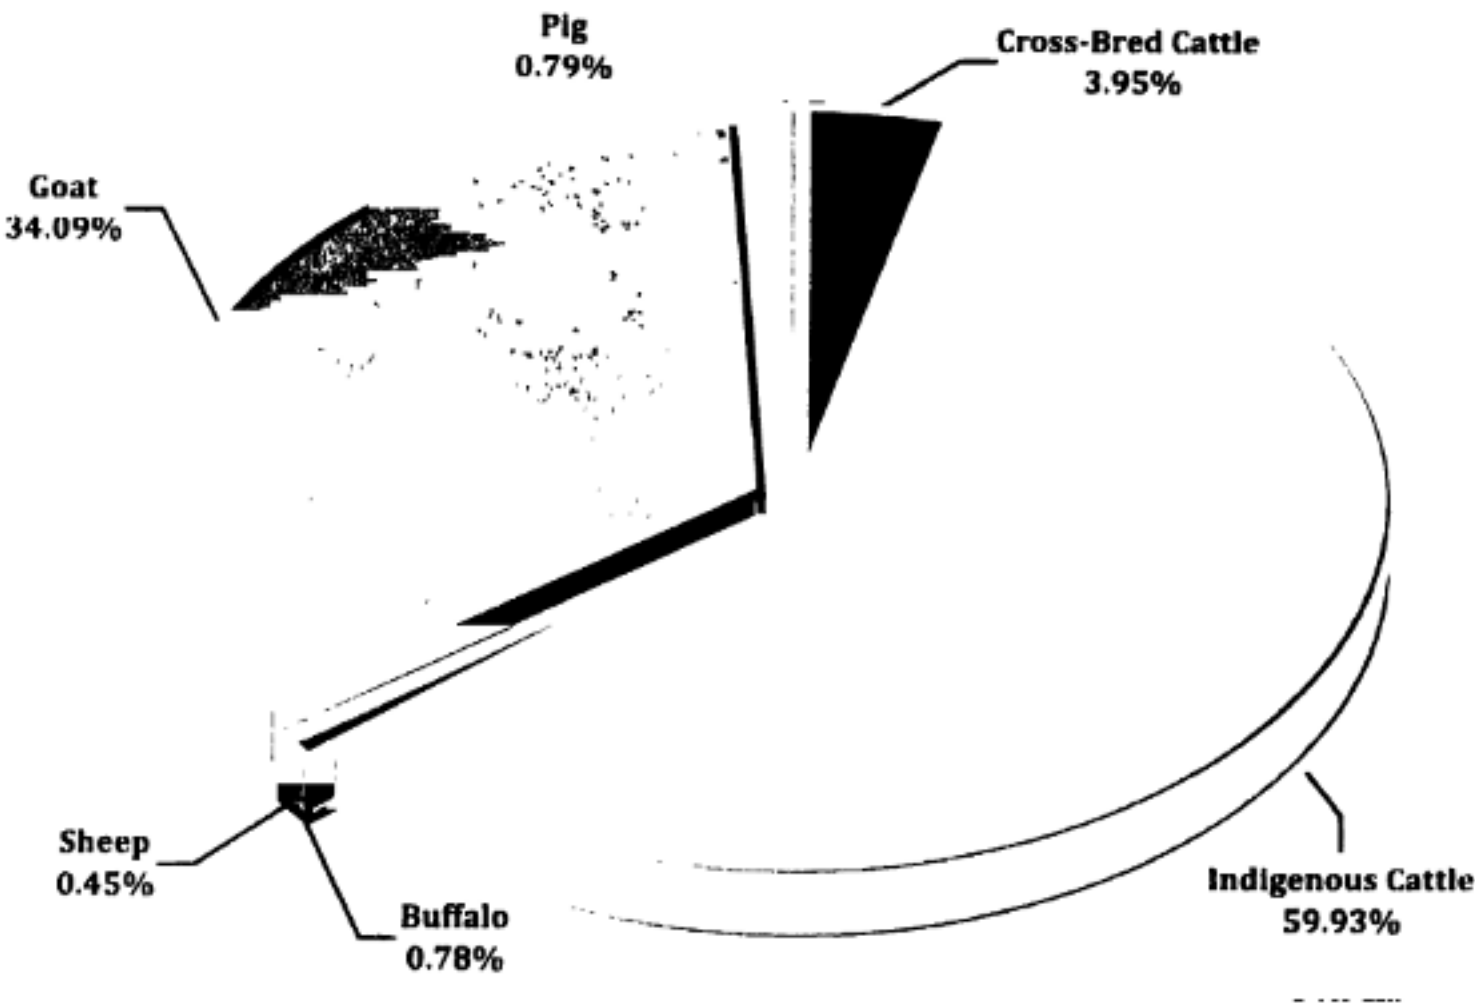 Pig
0.79%
Cross-Bred Cattle
3.95%
Goat
34.09%
Sheep
0.45%
Buffalo
0.78%
Indigenous Cattle
59.93%